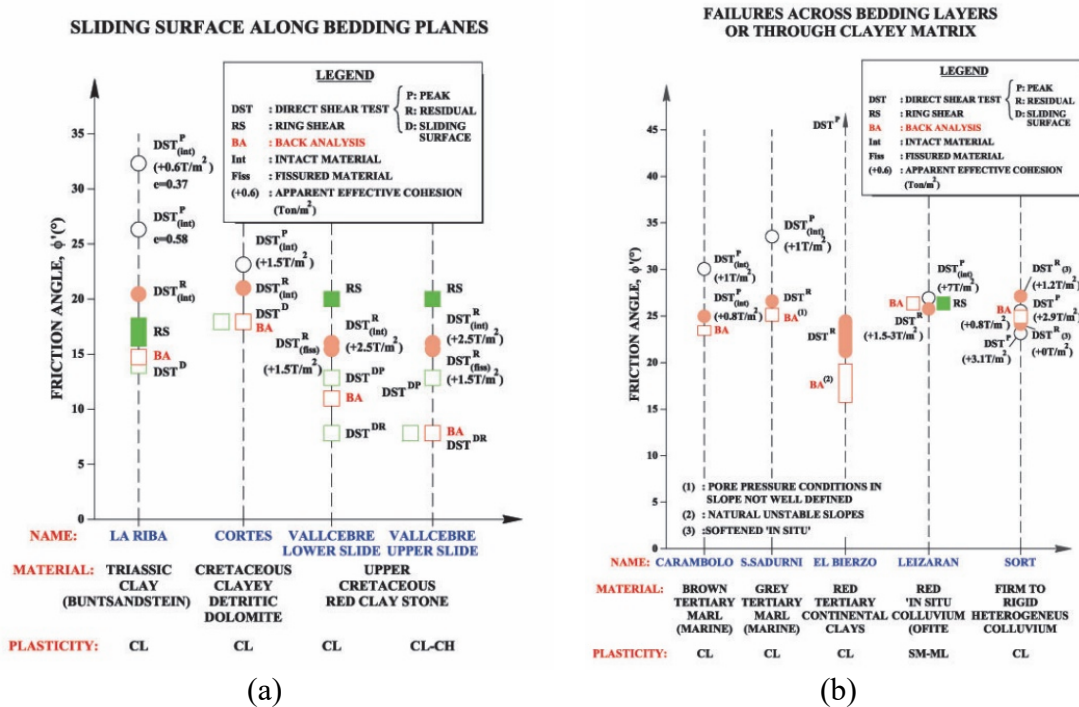 SLIDING SURFACE ALONG BEDDING PLANES
LEGEND
DST : DIRECT SHEAR TEST
P: PEAK
R: RESIDUAL
D: SLIDING SURFACE
RS : RING SHEAR
BA : BACK ANALYSIS
Int : INTACT MATERIAL
Fiss : FISSURED MATERIAL
(+0.6) : APPARENT EFFECTIVE COHESION
(Ton/m²)
FRICTION ANGLE, ϕ'(°)
35
30
25
20
15
10
5
0
DST P (int)
(+0.6T/m²)
e=0.37
DST P (int)
e=0.58
DST R (int)
RS
BA
DST D
DST P (int)
(+1.5T/m²)
DST R (int)
DST D
BA
RS
DST R (int)
(+2.5T/m²)
DST R (fiss)
(+1.5T/m²)
DST DP
BA
DST DR
RS
DST R (int)
(+2.5T/m²)
DST R (fiss)
(+1.5T/m²)
DST DP
BA
DST DR
NAME: LA RIBA CORTES VALLCEBRE LOWER SLIDE VALLCEBRE UPPER SLIDE
MATERIAL: TRIASSIC CLAY (BUNTSANDSTEIN) CRETACEOUS CLAYEY DETRITIC DOLOMITE UPPER CRETACEOUS RED CLAY STONE
PLASTICITY: CL CL CL CL-CH
(a)
FAILURES ACROSS BEDDING LAYERS
OR THROUGH CLAYEY MATRIX
LEGEND
DST : DIRECT SHEAR TEST
P: PEAK
R: RESIDUAL
D: SLIDING SURFACE
RS : RING SHEAR
BA : BACK ANALYSIS
Int : INTACT MATERIAL
Fiss : FISSURED MATERIAL
(+0.6) : APPARENT EFFECTIVE COHESION
(Ton/m²)
FRICTION ANGLE, ϕ'(°)
45
40
35
30
25
20
15
10
5
0
DST P (int)
(+1T/m²)
DST P (int)
(+0.8T/m²)
BA
DST P (int)
(+1T/m²)
DST R
BA (1)
DST P
DST R
BA (2)
DST P (int)
(+7T/m²)
BA
RS
DST R
(+1.5-3T/m²)
DST R (3)
(+1.2T/m²)
DST P
(+2.9T/m²)
BA
(+0.8T/m²)
DST R (3)
(+0T/m²)
DST P
(+3.1T/m²)
(1) : PORE PRESSURE CONDITIONS IN
SLOPE NOT WELL DEFINED
(2) : NATURAL UNSTABLE SLOPES
(3) :SOFTENED 'IN SITU'
NAME: CARAMBOLO S.SADURNI EL BIERZO LEIZARAN SORT
MATERIAL: BROWN TERTIARY MARL (MARINE) GREY TERTIARY MARL (MARINE) RED TERTIARY CONTINENTAL CLAYS RED 'IN SITU COLLUVIUM (OFITE FIRM TO RIGID HETEROGENEUS COLLUVIUM
PLASTICITY: CL CL CL SM-ML CL
(b)